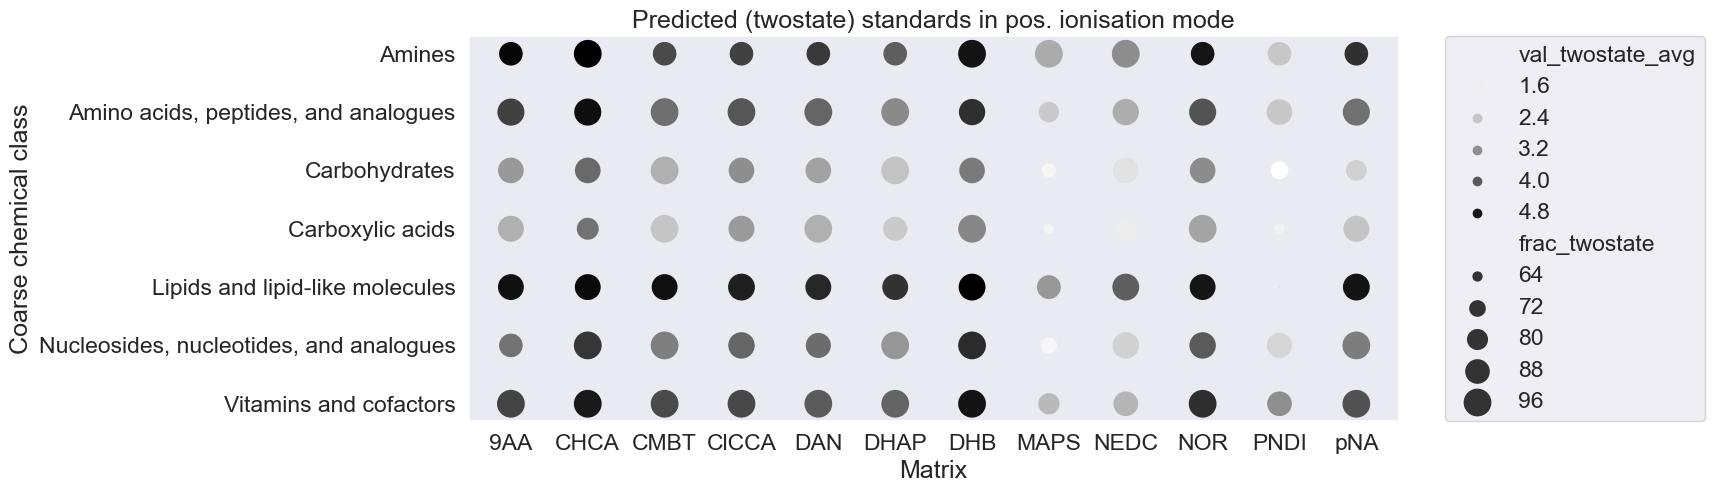 Predicted (twostate) standards in pos. ionisation mode
Coarse chemical class
Amines
Amino acids, peptides, and analogues
Carbohydrates
Carboxylic acids
Lipids and lipid-like molecules
Nucleosides, nucleotides, and analogues
Vitamins and cofactors
9AA CHCA CMBT ClCCA DAN DHAP DHB MAPS NEDC NOR PNDI pNA
Matrix
val_twostate_avg
1.6
2.4
3.2
4.0
4.8
frac_twostate
64
72
80
88
96